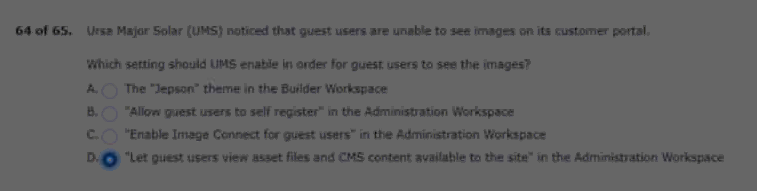 64 of 65. Ursa Major Solar (UMS) noticed that guest users are unable to see images on its customer portal.
Which setting should UMS enable in order for guest users to see the images?
A. The "Jepson" theme in the Builder Workspace
B. "Allow guest users to self register" in the Administration Workspace
C. "Enable Image Connect for guest users" in the Administration Workspace
D. "Let guest users view asset files and CMS content available to the site" in the Administration Workspace